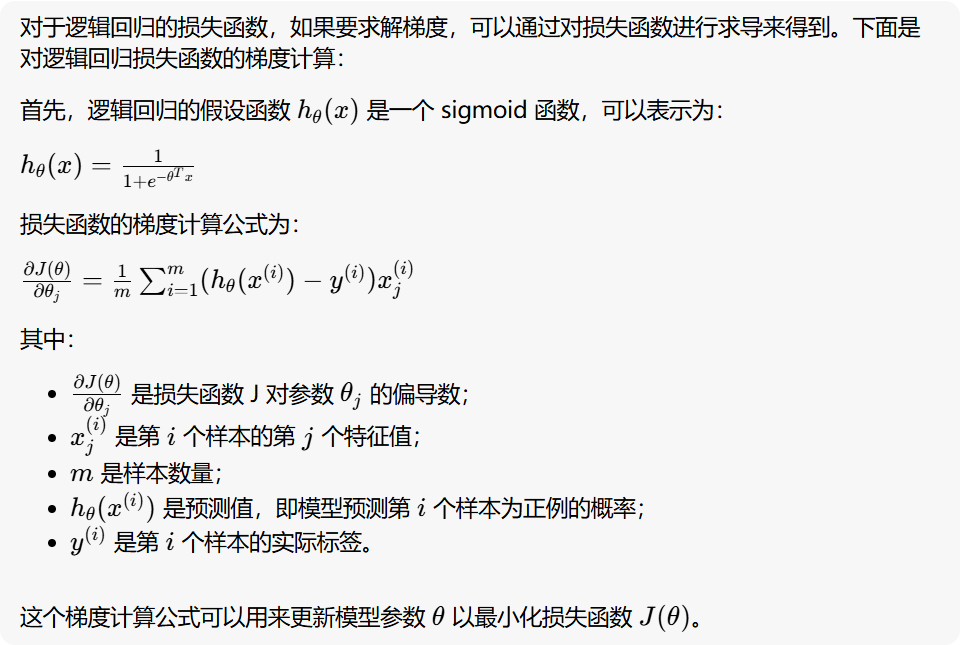 对于逻辑回归的损失函数，如果要求解梯度，可以通过对损失函数进行求导来得到。下面是
对逻辑回归损失函数的梯度计算：
首先，逻辑回归的假设函数 $h_\theta(x)$ 是一个 sigmoid 函数，可以表示为：
$h_\theta(x) = \frac{1}{1+e^{-\theta^T x}}$
损失函数的梯度计算公式为：
$\frac{\partial J(\theta)}{\partial \theta_j} = \frac{1}{m} \sum_{i=1}^{m} (h_\theta(x^{(i)}) - y^{(i)}) x_j^{(i)}$
其中：
• $\frac{\partial J(\theta)}{\partial \theta_j}$ 是损失函数 J 对参数 $\theta_j$ 的偏导数；
• $x_j^{(i)}$ 是第 $i$ 个样本的第 $j$ 个特征值；
• $m$ 是样本数量；
• $h_\theta(x^{(i)})$ 是预测值，即模型预测第 $i$ 个样本为正例的概率；
• $y^{(i)}$ 是第 $i$ 个样本的实际标签。
这个梯度计算公式可以用来更新模型参数 $\theta$ 以最小化损失函数 $J(\theta)$。